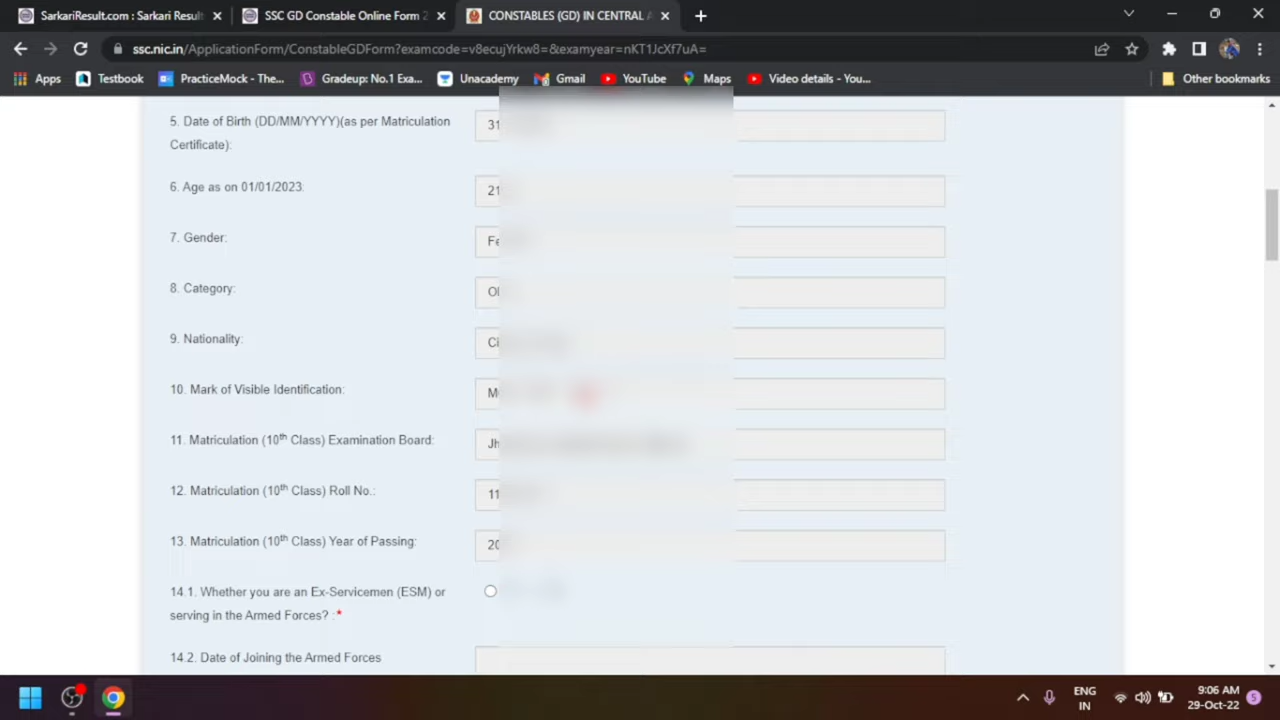 SarkariResult.com : Sarkari Result
SSC GD Constable Online Form 2
CONSTABLES (GD) IN CENTRAL A
ssc.nic.in/ApplicationForm/ConstableGDForm?examcode=v8ecujYrkw8=&examyear=nKT1JcXf7uA=
Apps Testbook PracticeMock - The... Gradeup: No.1 Exa... Unacademy Gmail YouTube Maps Video details - You... Other bookmarks
5. Date of Birth (DD/MM/YYYY)(as per Matriculation
Certificate):
31
6. Age as on 01/01/2023:
21
7. Gender:
Fe
8. Category:
9. Nationality:
Ci
10. Mark of Visible Identification:
11. Matriculation (10th Class) Examination Board:
Jh
12. Matriculation (10th Class) Roll No.:
11
13. Matriculation (10th Class) Year of Passing:
20
14.1. Whether you are an Ex-Servicemen (ESM) or
serving in the Armed Forces? : *
14.2. Date of Joining the Armed Forces
ENG
IN
9:06 AM
29-Oct-22
5